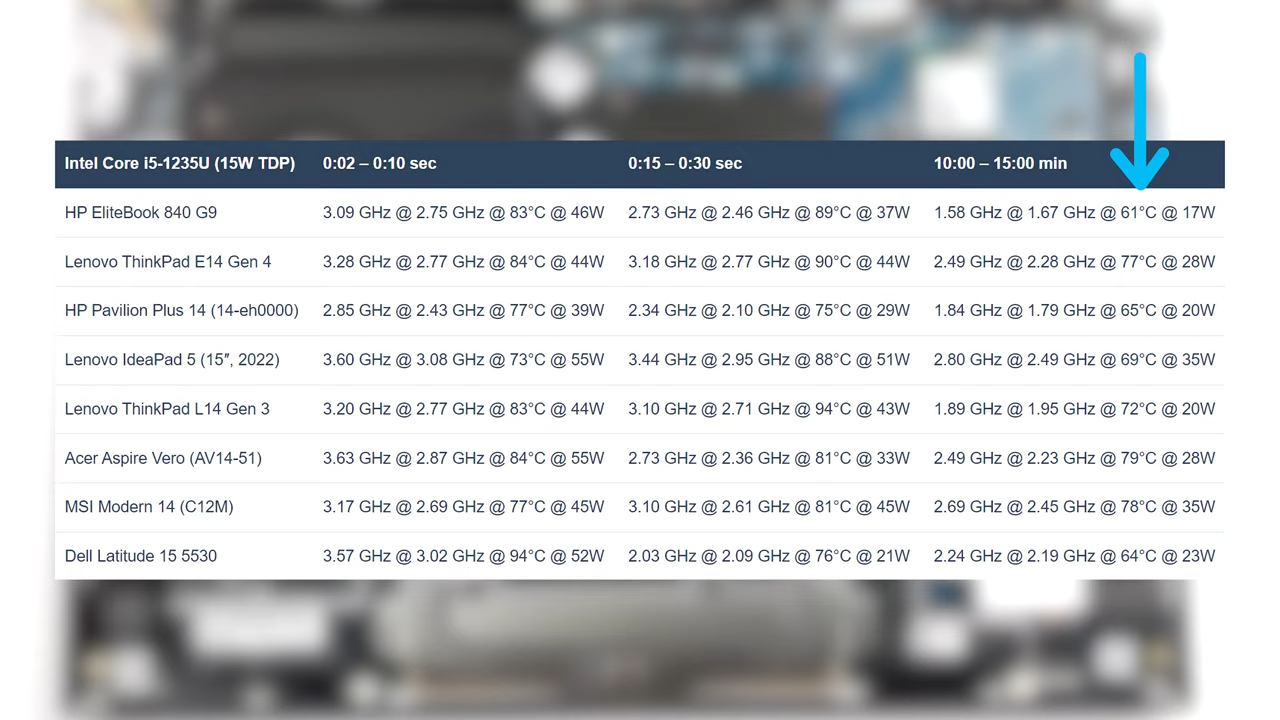 Intel Core i5-1235U (15W TDP) 0:02 – 0:10 sec 0:15 – 0:30 sec 10:00 – 15:00 min
HP EliteBook 840 G9 3.09 GHz @ 2.75 GHz @ 83°C @ 46W 2.73 GHz @ 2.46 GHz @ 89°C @ 37W 1.58 GHz @ 1.67 GHz @ 61°C @ 17W
Lenovo ThinkPad E14 Gen 4 3.28 GHz @ 2.77 GHz @ 84°C @ 44W 3.18 GHz @ 2.77 GHz @ 90°C @ 44W 2.49 GHz @ 2.28 GHz @ 77°C @ 28W
HP Pavilion Plus 14 (14-eh0000) 2.85 GHz @ 2.43 GHz @ 77°C @ 39W 2.34 GHz @ 2.10 GHz @ 75°C @ 29W 1.84 GHz @ 1.79 GHz @ 65°C @ 20W
Lenovo IdeaPad 5 (15″, 2022) 3.60 GHz @ 3.08 GHz @ 73°C @ 55W 3.44 GHz @ 2.95 GHz @ 88°C @ 51W 2.80 GHz @ 2.49 GHz @ 69°C @ 35W
Lenovo ThinkPad L14 Gen 3 3.20 GHz @ 2.77 GHz @ 83°C @ 44W 3.10 GHz @ 2.71 GHz @ 94°C @ 43W 1.89 GHz @ 1.95 GHz @ 72°C @ 20W
Acer Aspire Vero (AV14-51) 3.63 GHz @ 2.87 GHz @ 84°C @ 55W 2.73 GHz @ 2.36 GHz @ 81°C @ 33W 2.49 GHz @ 2.23 GHz @ 79°C @ 28W
MSI Modern 14 (C12M) 3.17 GHz @ 2.69 GHz @ 77°C @ 45W 3.10 GHz @ 2.61 GHz @ 81°C @ 45W 2.69 GHz @ 2.45 GHz @ 78°C @ 35W
Dell Latitude 15 5530 3.57 GHz @ 3.02 GHz @ 94°C @ 52W 2.03 GHz @ 2.09 GHz @ 76°C @ 21W 2.24 GHz @ 2.19 GHz @ 64°C @ 23W